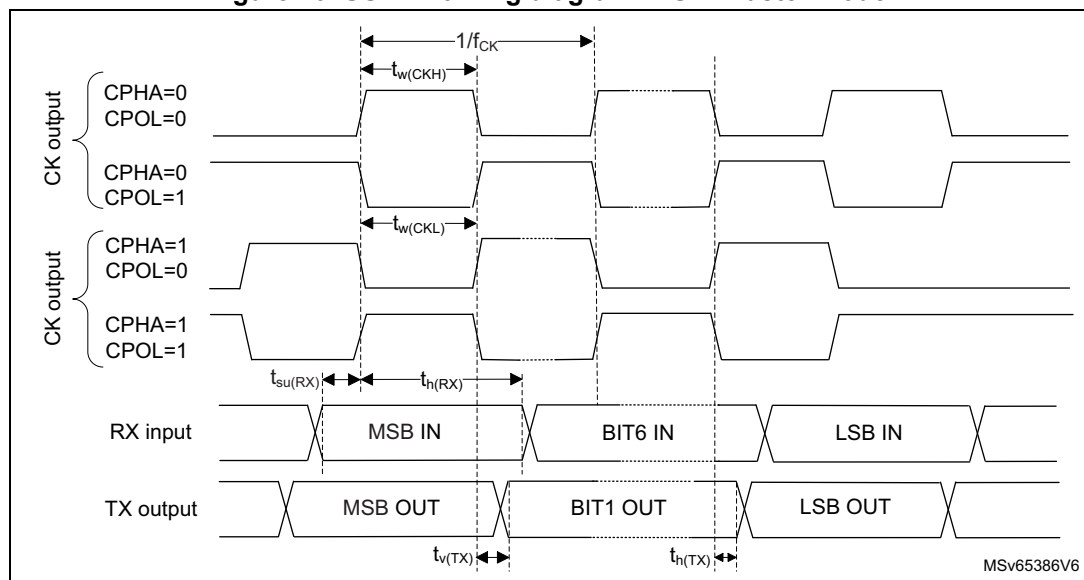 1/fCK
tw(CKH)
CK output
CPHA=0
CPOL=0
CPHA=0
CPOL=1
tw(CKL)
CK output
CPHA=1
CPOL=0
CPHA=1
CPOL=1
tsu(RX)
th(RX)
RX input
MSB IN
BIT6 IN
LSB IN
TX output
MSB OUT
BIT1 OUT
LSB OUT
tv(TX)
th(TX)
MSv65386V6